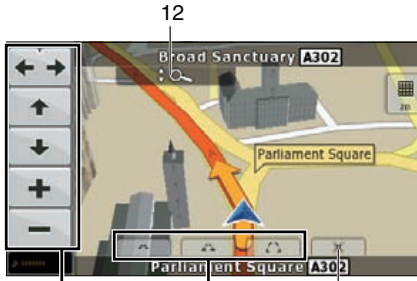 12
Broad Sanctuary A302
2D
Parliament Square
Parliament Square A302